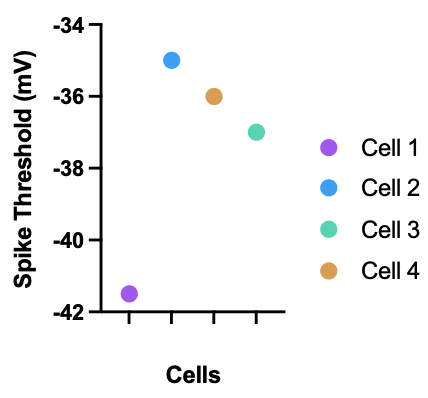 Spike Threshold (mV)
-34
-36
-38
-40
-42
Cells
Cell 1
Cell 2
Cell 3
Cell 4